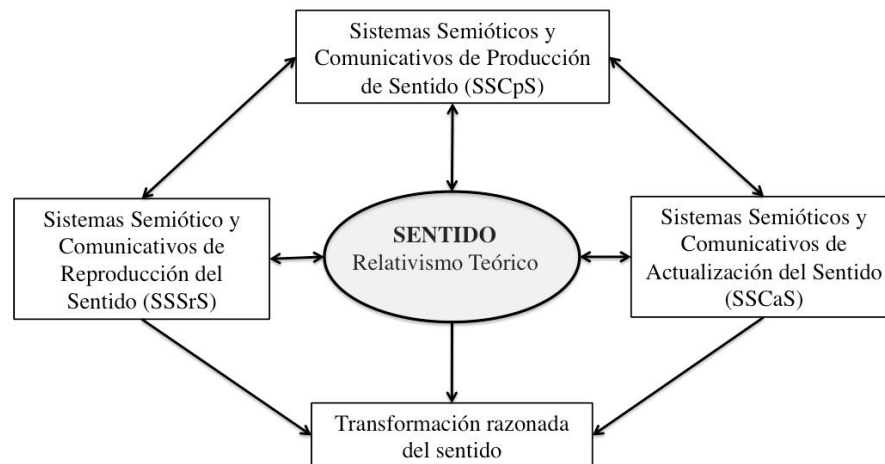 Sistemas Semióticos y
Comunicativos de Producción
de Sentido (SSCpS)
Sistemas Semiótico y
Comunicativos de
Reproducción del
Sentido (SSSrS)
SENTIDO
Relativismo Teórico
Sistemas Semióticos y
Comunicativos de
Actualización del Sentido
(SSCaS)
Transformación razonada
del sentido